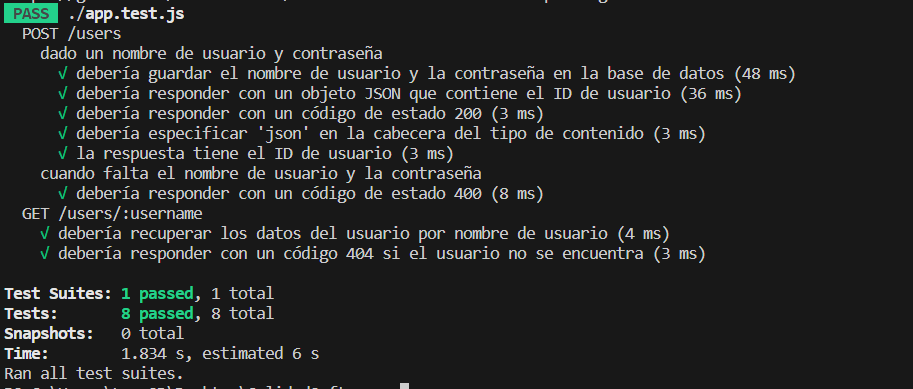 PASS ./app.test.js
POST /users
dado un nombre de usuario y contraseña
√ debería guardar el nombre de usuario y la contraseña en la base de datos (48 ms)
√ debería responder con un objeto JSON que contiene el ID de usuario (36 ms)
√ debería responder con un código de estado 200 (3 ms)
√ debería especificar 'json' en la cabecera del tipo de contenido (3 ms)
√ la respuesta tiene el ID de usuario (3 ms)
cuando falta el nombre de usuario y la contraseña
√ debería responder con un código de estado 400 (8 ms)
GET /users/:username
√ debería recuperar los datos del usuario por nombre de usuario (4 ms)
√ debería responder con un código 404 si el usuario no se encuentra (3 ms)
Test Suites: 1 passed, 1 total
Tests: 8 passed, 8 total
Snapshots: 0 total
Time: 1.834 s, estimated 6 s
Ran all test suites.